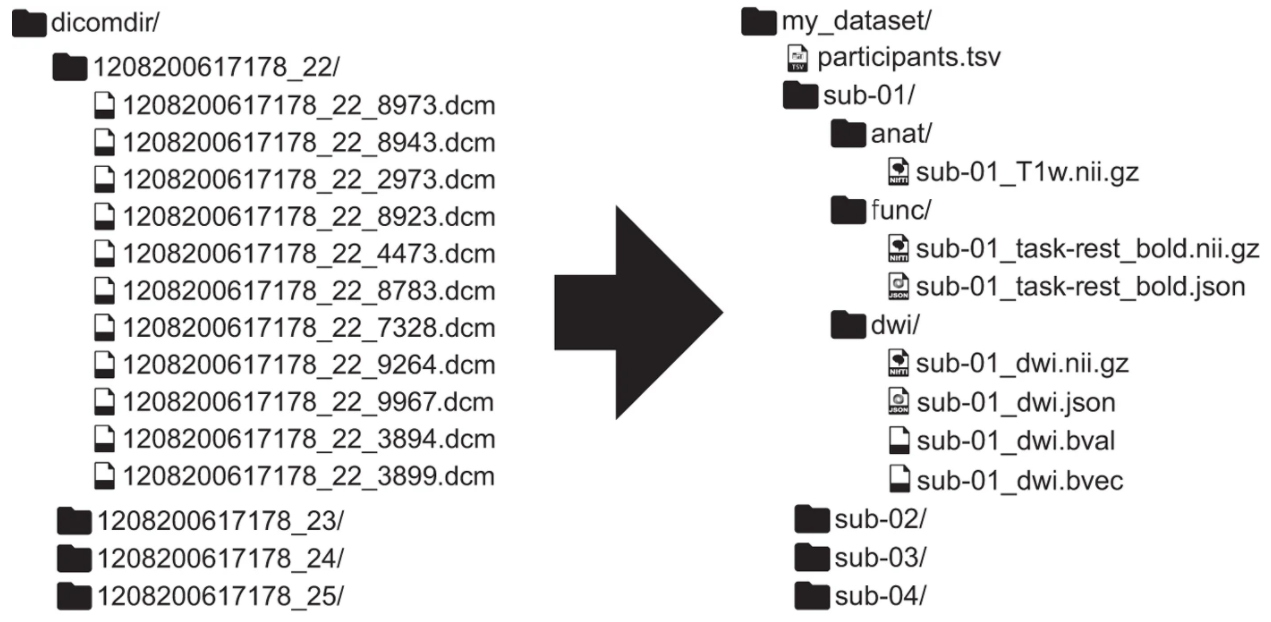 dicomdir/
1208200617178_22/
1208200617178_22_8973.dcm
1208200617178_22_8943.dcm
1208200617178_22_2973.dcm
1208200617178_22_8923.dcm
1208200617178_22_4473.dcm
1208200617178_22_8783.dcm
1208200617178_22_7328.dcm
1208200617178_22_9264.dcm
1208200617178_22_9967.dcm
1208200617178_22_3894.dcm
1208200617178_22_3899.dcm
1208200617178_23/
1208200617178_24/
1208200617178_25/
my_dataset/
TSV participants.tsv
sub-01/
anat/
NIfTI sub-01_T1w.nii.gz
func/
NIfTI sub-01_task-rest_bold.nii.gz
JSON sub-01_task-rest_bold.json
dwi/
NIfTI sub-01_dwi.nii.gz
JSON sub-01_dwi.json
sub-01_dwi.bval
sub-01_dwi.bvec
sub-02/
sub-03/
sub-04/